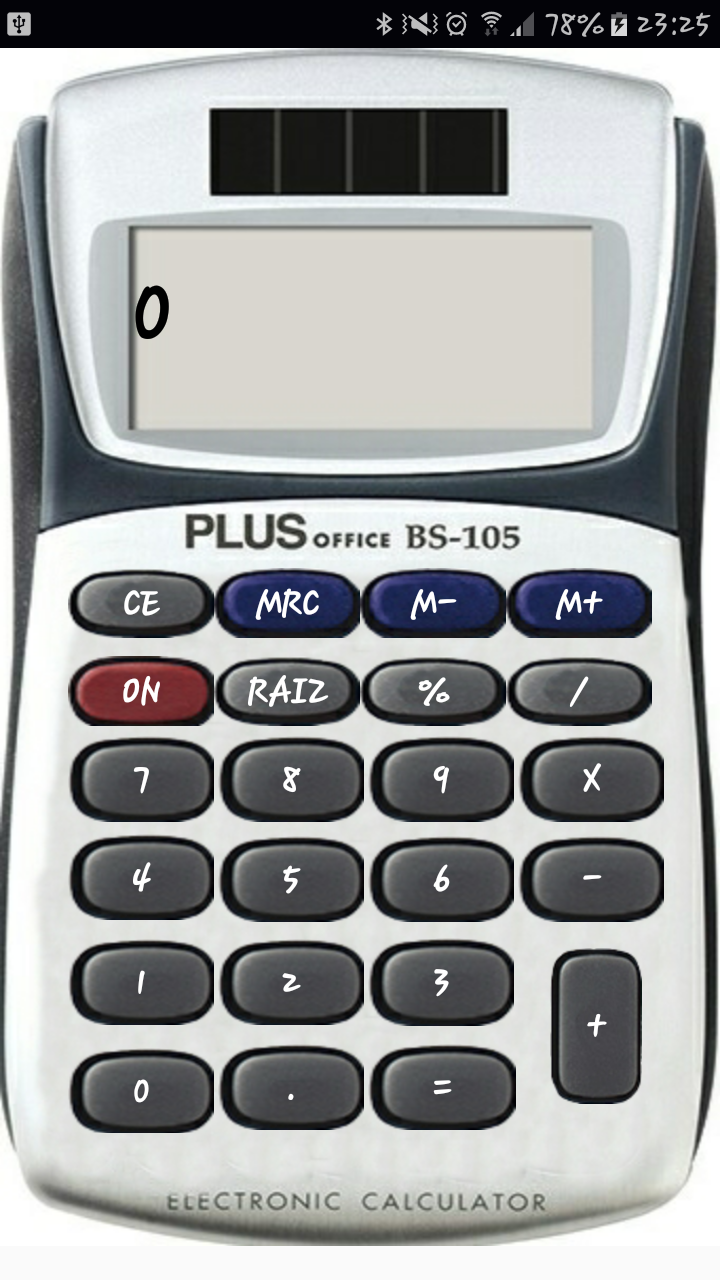 78% 23:25
0
PLUS OFFICE BS-105
CE MRC M- M+
ON RAIZ % /
7 8 9 X
4 5 6 -
1 2 3
+
0 . =
ELECTRONIC CALCULATOR